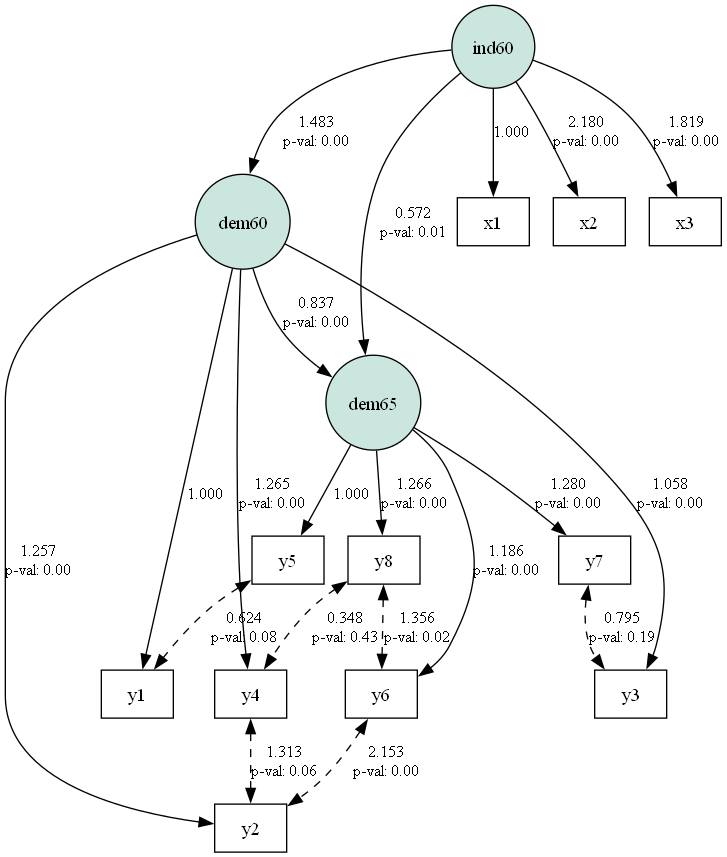 ind60
1.483
p-val: 0.00
1.000
2.180
p-val: 0.00
1.819
p-val: 0.00
dem60
0.572
p-val: 0.01
x1
x2
x3
0.837
p-val: 0.00
dem65
1.257
p-val: 0.00
1.000
1.265
p-val: 0.00
1.000
1.266
p-val: 0.00
1.186
p-val: 0.00
1.280
p-val: 0.00
1.058
p-val: 0.00
y5
y8
y7
0.624
p-val: 0.08
0.348
p-val: 0.43
1.356
p-val: 0.02
0.795
p-val: 0.19
y1
y4
y6
y3
1.313
p-val: 0.06
2.153
p-val: 0.00
y2